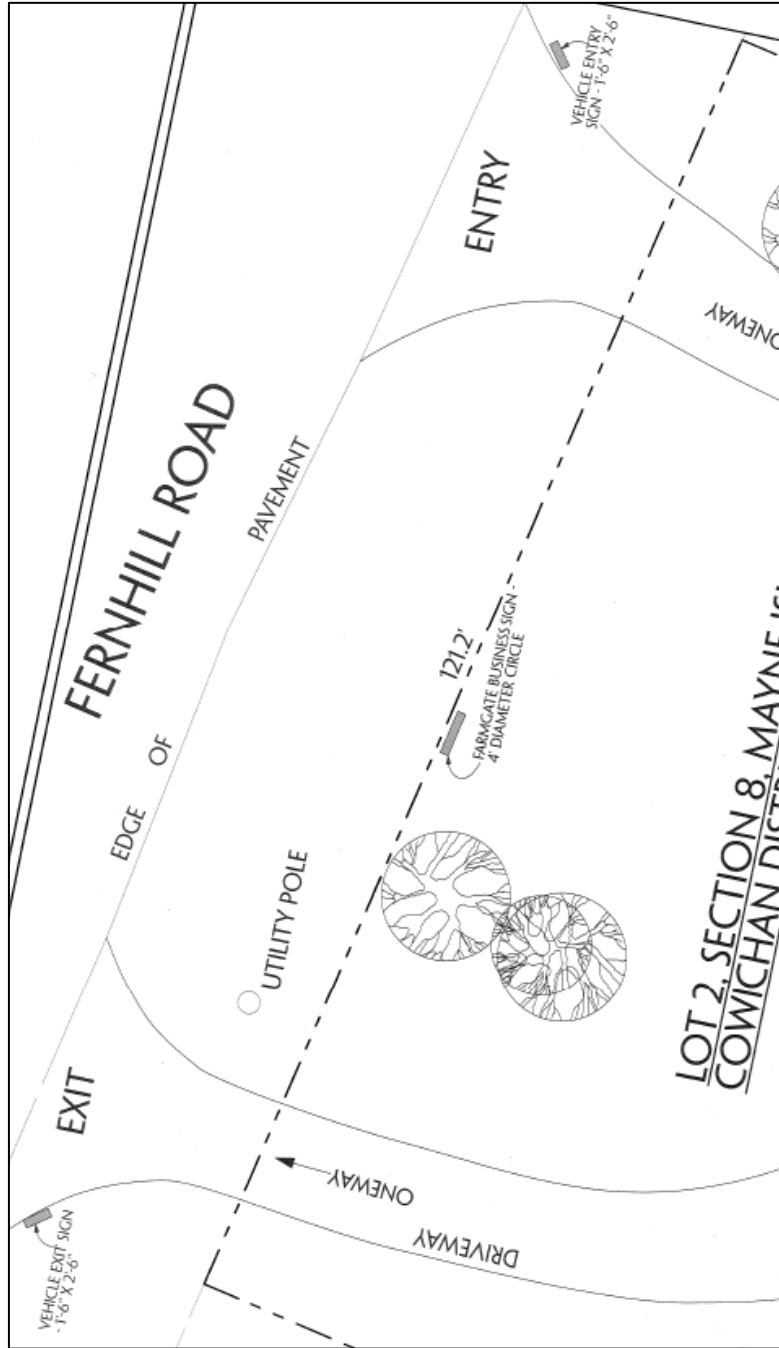 VEHICLE ENTRY
SIGN - 1'-6" X 2'-6"
ENTRY
ONEWAY
FERNHILL ROAD
EDGE OF PAVEMENT
121.2'
FARMGATE BUSINESS SIGN -
4' DIAMETER CIRCLE
UTILITY POLE
LOT 2, SECTION 8, MAYNE
COWICHAN
EXIT
ONEWAY
DRIVEWAY
VEHICLE EXIT SIGN
- 1'-6" X 2'-6"